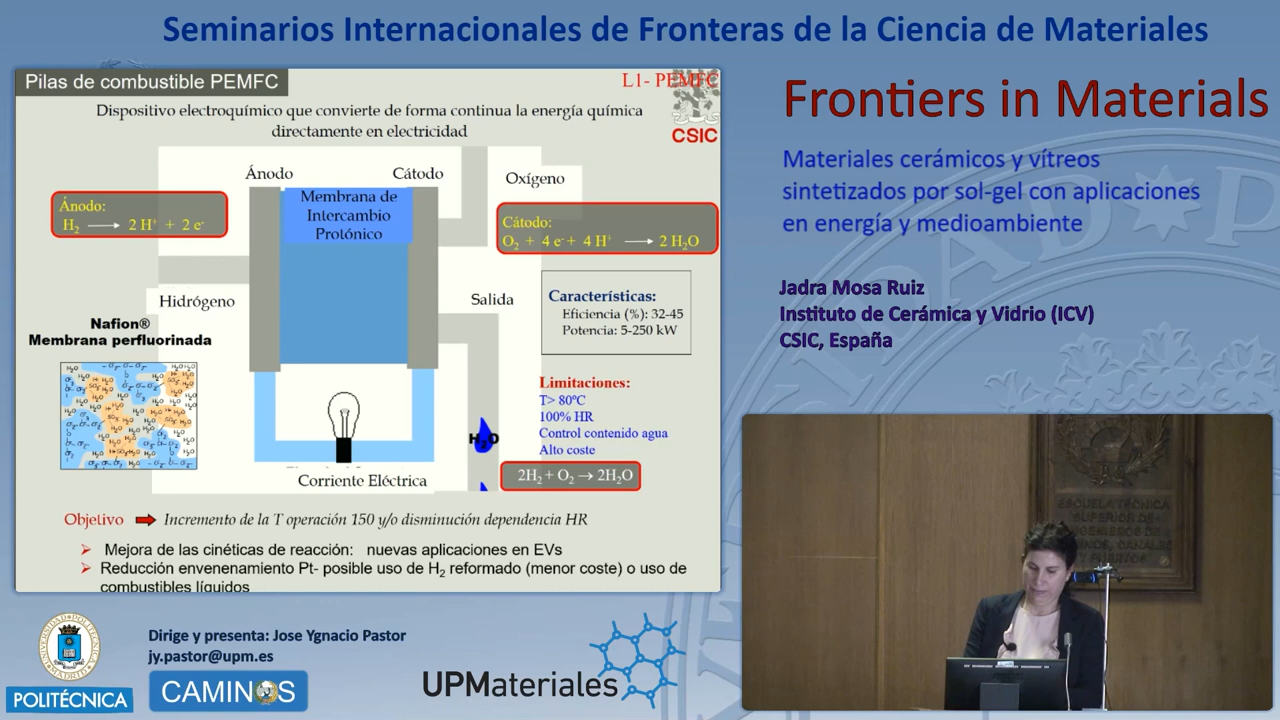 Seminarios Internacionales de Fronteras de la Ciencia de Materiales
Pilas de combustible PEMFC
L1- PEMFC
CSIC
Dispositivo electroquímico que convierte de forma continua la energía química
directamente en electricidad
Ánodo
Cátodo
Oxígeno
Membrana de
Intercambio
Protónico
Ánodo:
H₂ ⟶ 2 H⁺ + 2 e⁻
Cátodo:
O₂ + 4 e⁻ + 4 H⁺ ⟶ 2 H₂O
Hidrógeno
Salida
Características:
Eficiencia (%): 32-45
Potencia: 5-250 kW
Nafion®
Membrana perfluorinada
Limitaciones:
T> 80ºC
100% HR
Control contenido agua
Alto coste
H₂O
2H₂ + O₂ → 2H₂O
Corriente Eléctrica
Objetivo
Incremento de la T operación 150 y/o disminución dependencia HR
Mejora de las cinéticas de reacción: nuevas aplicaciones en EVs
Reducción envenenamiento Pt- posible uso de H₂ reformado (menor coste) o uso de
combustibles líquidos
Frontiers in Materials
Materiales cerámicos y vítreos
sintetizados por sol-gel con aplicaciones
en energía y medioambiente
Jadra Mosa Ruiz
Instituto de Cerámica y Vidrio (ICV)
CSIC, España
ESCUELA TÉCNICA
SUPERIOR DE
Dirige y presenta: Jose Ygnacio Pastor
jy.pastor@upm.es
POLITÉCNICA
CAMINOS
UPMateriales